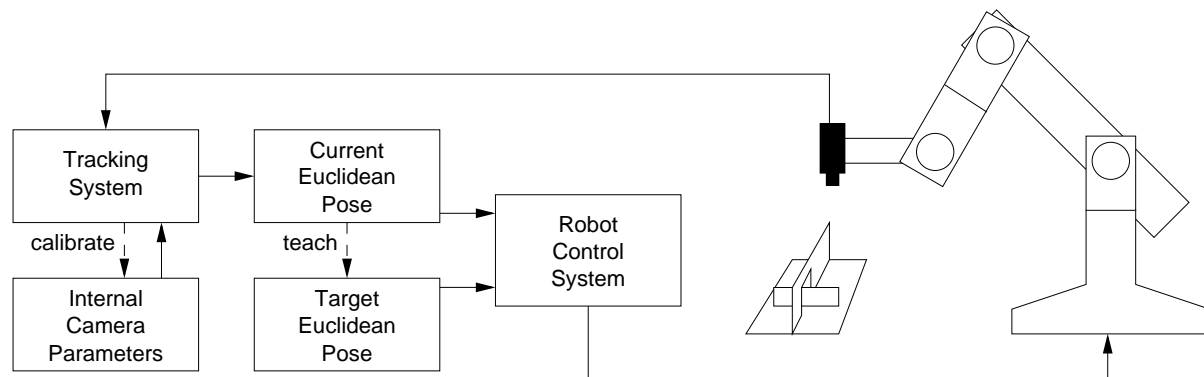 Tracking
System
Current
Euclidean
Pose
calibrate
teach
Robot
Control
System
Internal
Camera
Parameters
Target
Euclidean
Pose